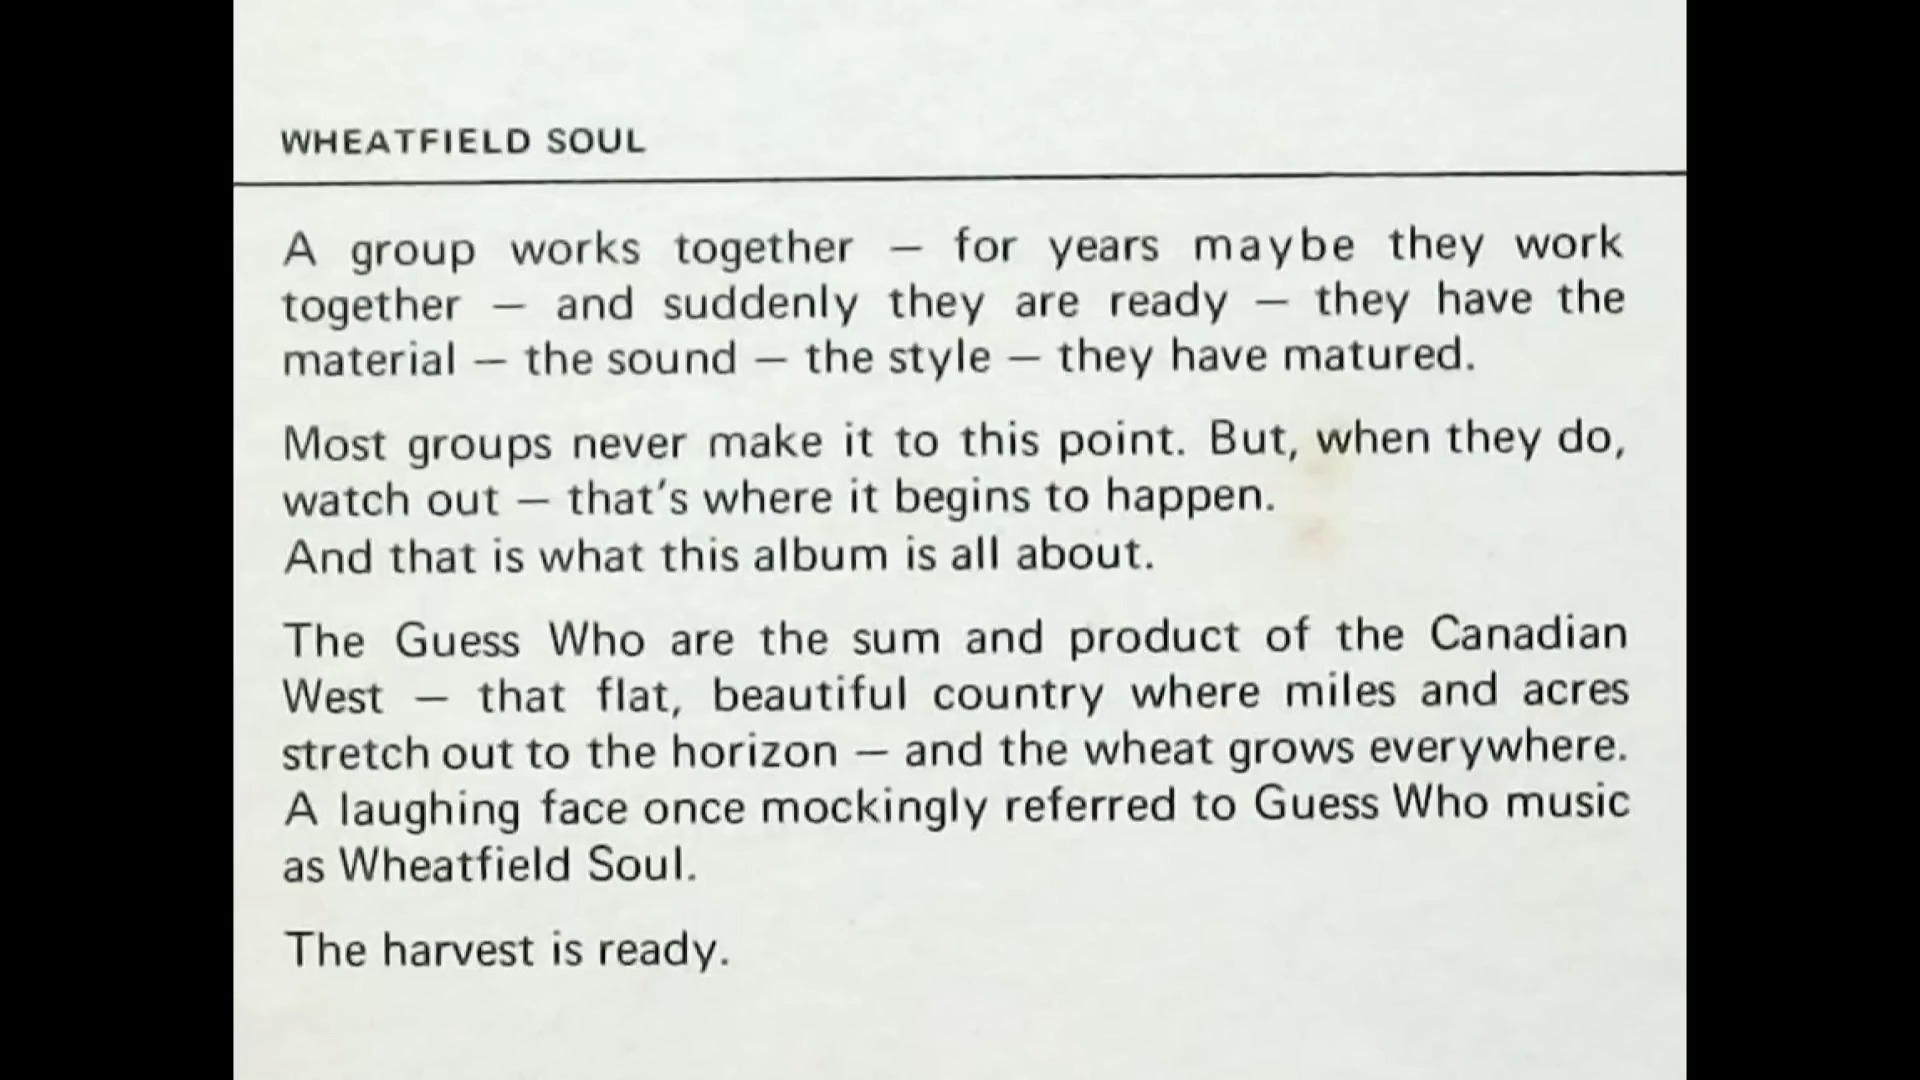 WHEATFIELD SOUL
A group works together — for years maybe they work
together — and suddenly they are ready — they have the
material — the sound — the style — they have matured.
Most groups never make it to this point. But, when they do,
watch out — that's where it begins to happen.
And that is what this album is all about.
The Guess Who are the sum and product of the Canadian
West — that flat, beautiful country where miles and acres
stretch out to the horizon — and the wheat grows everywhere.
A laughing face once mockingly referred to Guess Who music
as Wheatfield Soul.
The harvest is ready.